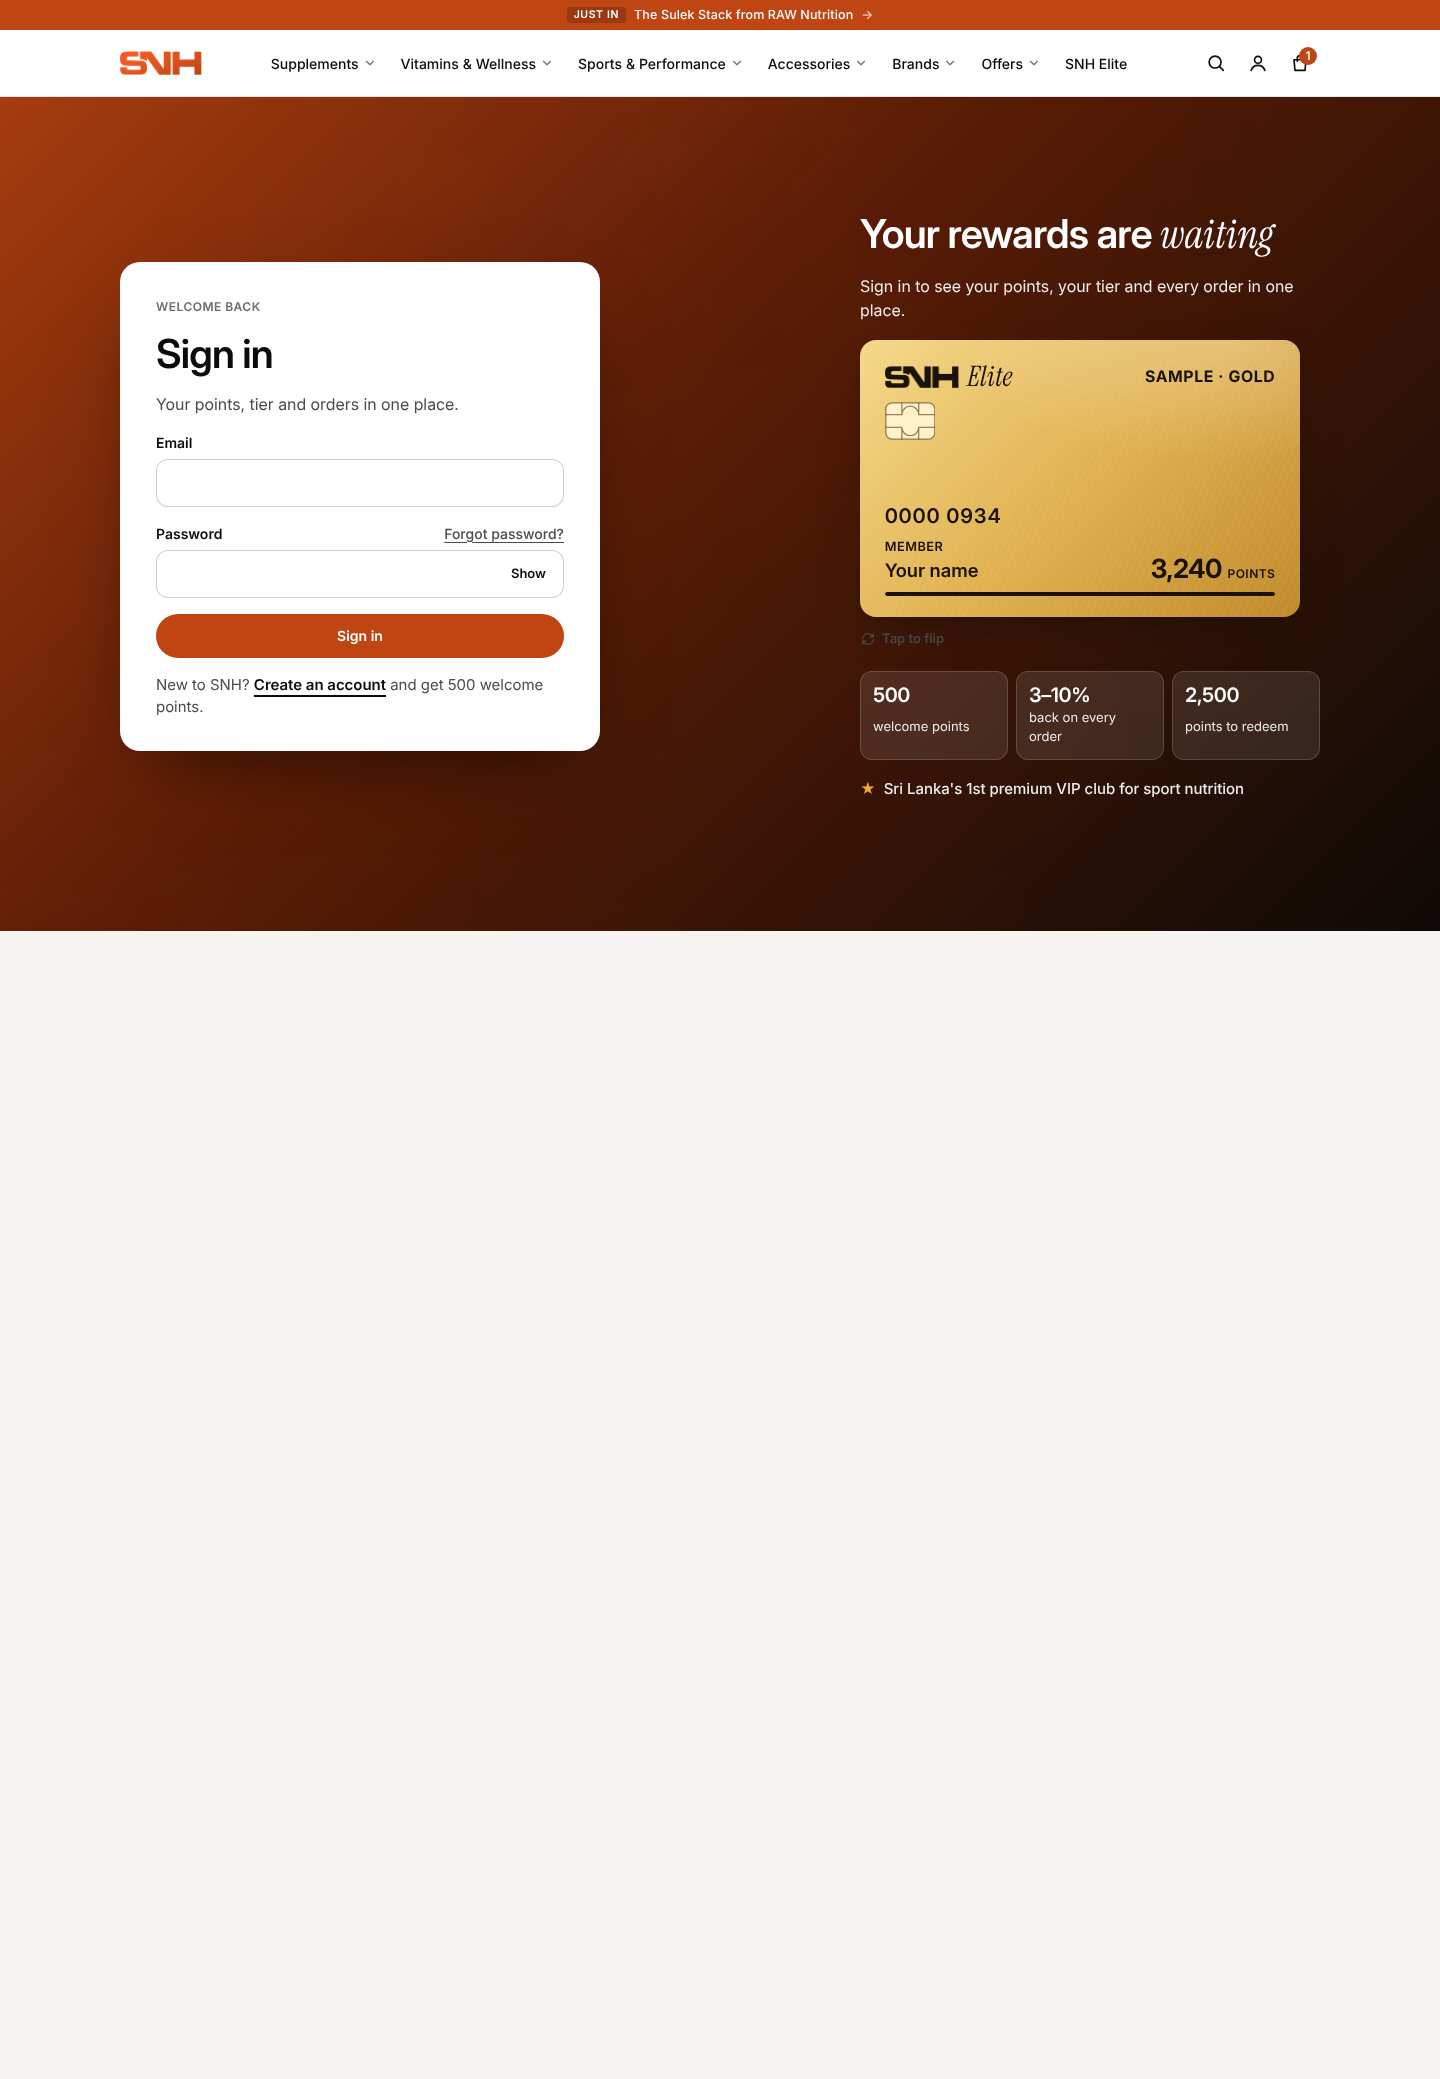 JUST IN The Sulek Stack from RAW Nutrition →
SNH Supplements Vitamins & Wellness Sports & Performance Accessories Brands Offers SNH Elite 1
WELCOME BACK
Sign in
Your points, tier and orders in one place.
Email
Password Forgot password?
Show
Sign in
New to SNH? Create an account and get 500 welcome
points.
Your rewards are waiting
Sign in to see your points, your tier and every order in one
place.
SNH Elite SAMPLE · GOLD
0000 0934
MEMBER
Your name 3,240 POINTS
Tap to flip
500
welcome points
3–10%
back on every
order
2,500
points to redeem
★ Sri Lanka's 1st premium VIP club for sport nutrition